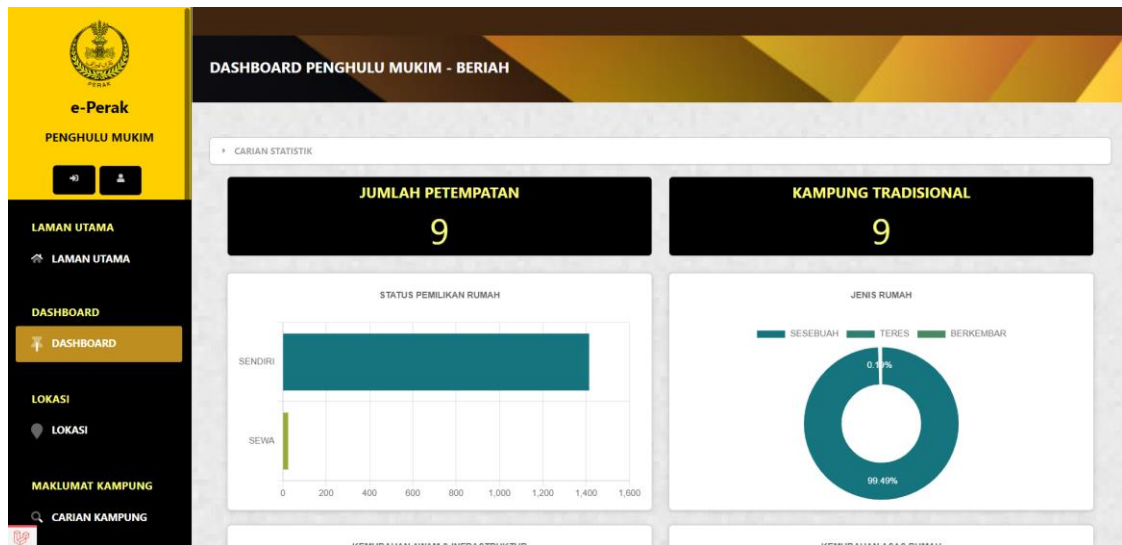 PERAK
e-Perak
PENGHULU MUKIM
LAMAN UTAMA
LAMAN UTAMA
DASHBOARD
DASHBOARD
LOKASI
LOKASI
MAKLUMAT KAMPUNG
CARIAN KAMPUNG
DASHBOARD PENGHULU MUKIM - BERIAH
CARIAN STATISTIK
JUMLAH PETEMPATAN
9
KAMPUNG TRADISIONAL
9
STATUS PEMILIKAN RUMAH
SENDIRI
SEWA
0 200 400 600 800 1,000 1,200 1,400 1,600
JENIS RUMAH
SESEBUAH TERES BERKEMBAR
99.49%